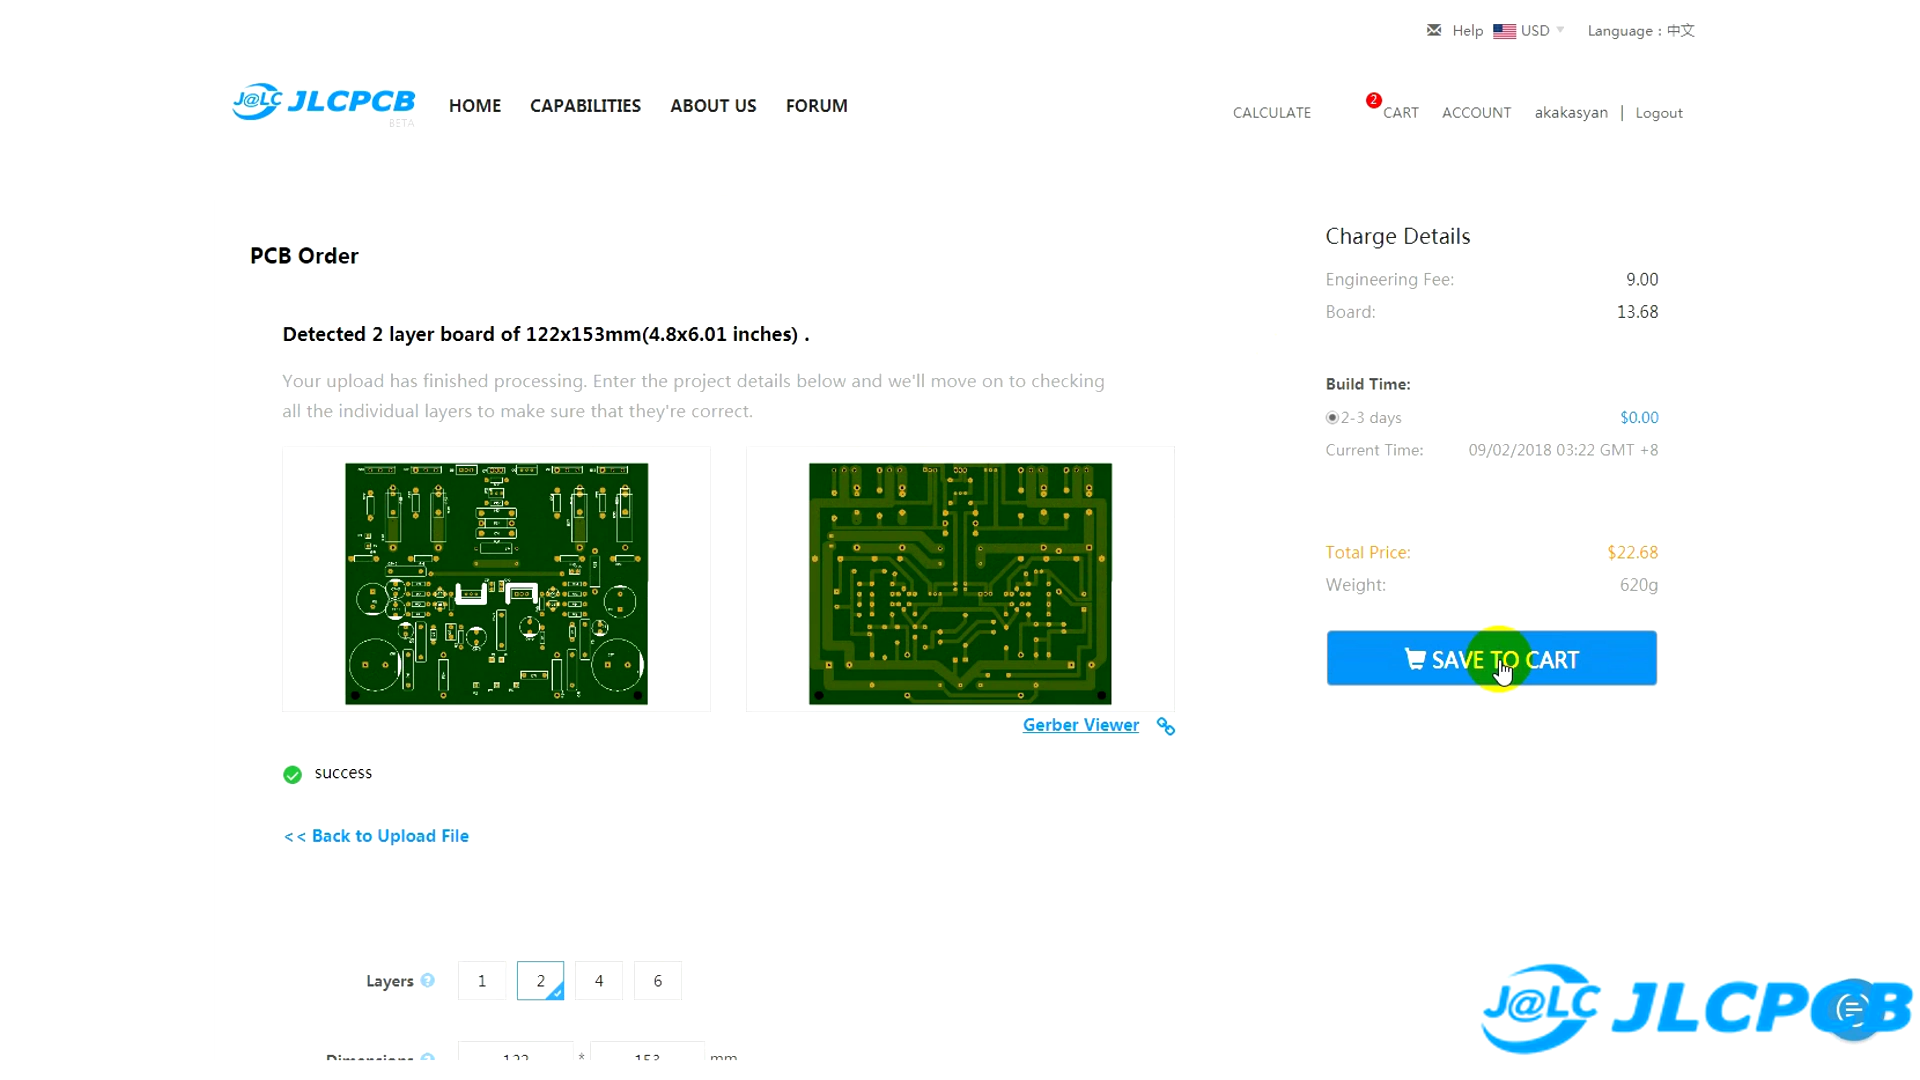 Help USD Language : 中文
J@LC JLCPCB
BETA
HOME CAPABILITIES ABOUT US FORUM
CALCULATE 2 CART ACCOUNT akakasyan | Logout
PCB Order
Detected 2 layer board of 122x153mm(4.8x6.01 inches) .
Your upload has finished processing. Enter the project details below and we'll move on to checking
all the individual layers to make sure that they're correct.
Gerber Viewer
success
<< Back to Upload File
Layers ? 1 2 4 6
Dimensions ? 122 * 153 mm
Charge Details
Engineering Fee: 9.00
Board: 13.68
Build Time:
2-3 days $0.00
Current Time: 09/02/2018 03:22 GMT +8
Total Price: $22.68
Weight: 620g
SAVE TO CART
J@LC JLCPCB